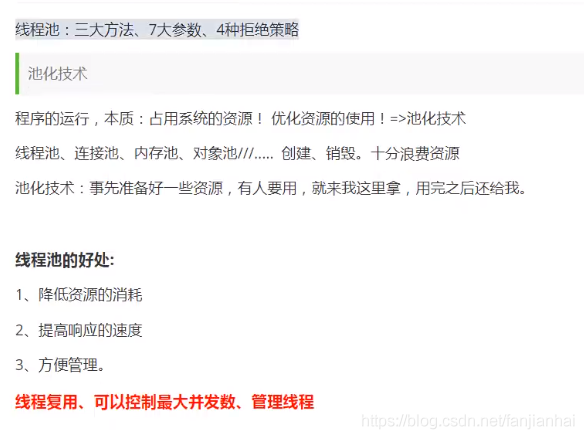 线程池：三大方法、7大参数、4种拒绝策略
池化技术
程序的运行，本质：占用系统的资源！ 优化资源的使用！=>池化技术
线程池、连接池、内存池、对象池///..... 创建、销毁。十分浪费资源
池化技术：事先准备好一些资源，有人要用，就来我这里拿，用完之后还给我。
线程池的好处:
1、降低资源的消耗
2、提高响应的速度
3、方便管理。
线程复用、可以控制最大并发数、管理线程
https://blog.csdn.net/fanjianhai